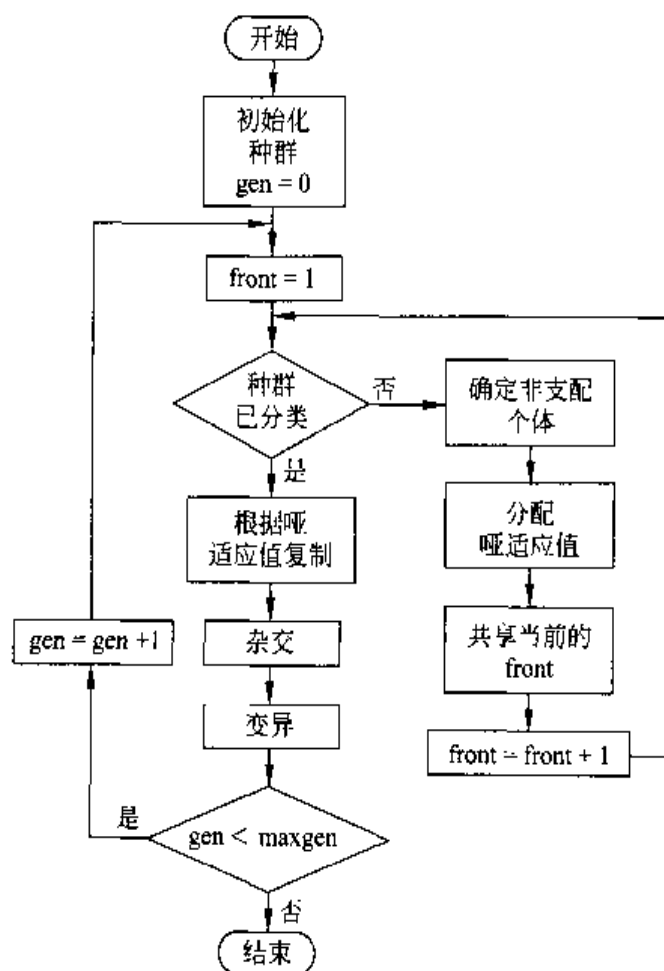 开始
初始化
种群
gen = 0
front = 1
种群
已分类
否
是
确定非支配
个体
分配
哑适应值
共享当前的
front
front = front + 1
根据哑
适应值复制
杂交
变异
gen = gen +1
gen < maxgen
是
否
结束